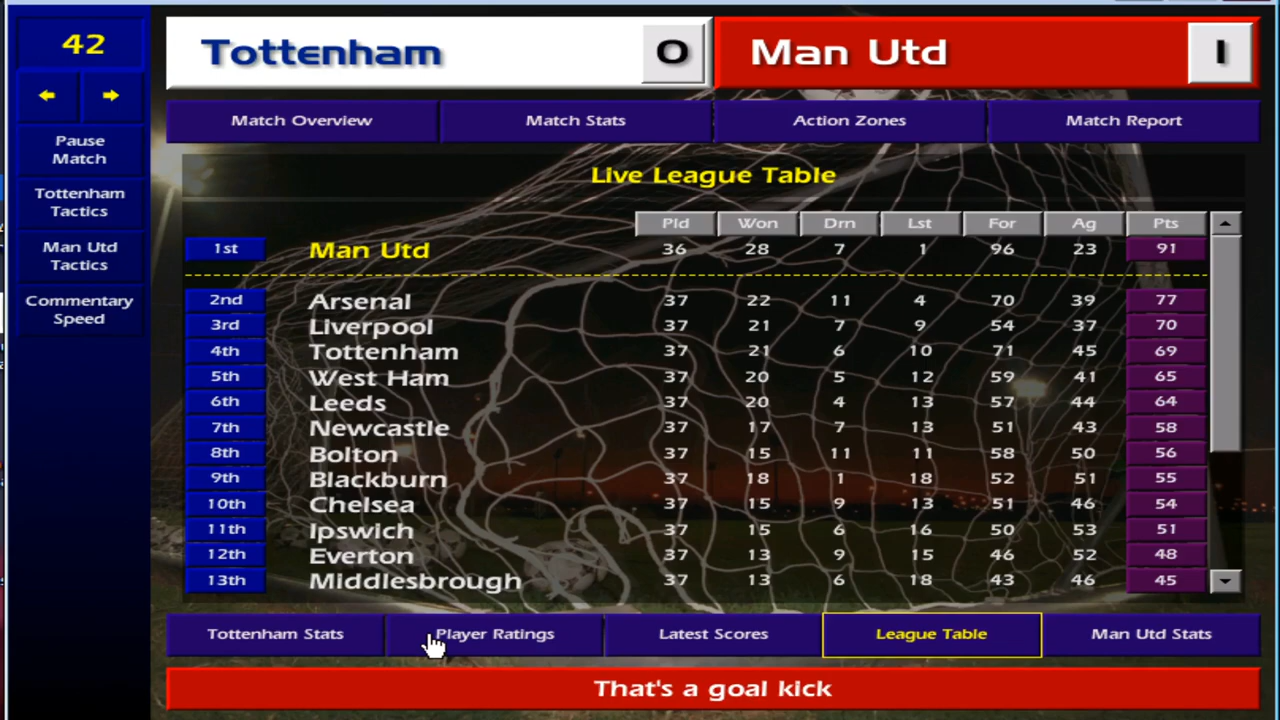 42
Tottenham 0 Man Utd 1
Match Overview Match Stats Action Zones Match Report
Pause
Match
Tottenham
Tactics
Man Utd
Tactics
Commentary
Speed
Live League Table
Pld Won Drn Lst For Ag Pts
1st Man Utd 36 28 7 1 96 23 91
2nd Arsenal 37 22 11 4 70 39 77
3rd Liverpool 37 21 7 9 54 37 70
4th Tottenham 37 21 6 10 71 45 69
5th West Ham 37 20 5 12 59 41 65
6th Leeds 37 20 4 13 57 44 64
7th Newcastle 37 17 7 13 51 43 58
8th Bolton 37 15 11 11 58 50 56
9th Blackburn 37 18 1 18 52 51 55
10th Chelsea 37 15 9 13 51 46 54
11th Ipswich 37 15 6 16 50 53 51
12th Everton 37 13 9 15 46 52 48
13th Middlesbrough 37 13 6 18 43 46 45
Tottenham Stats Player Ratings Latest Scores League Table Man Utd Stats
That's a goal kick